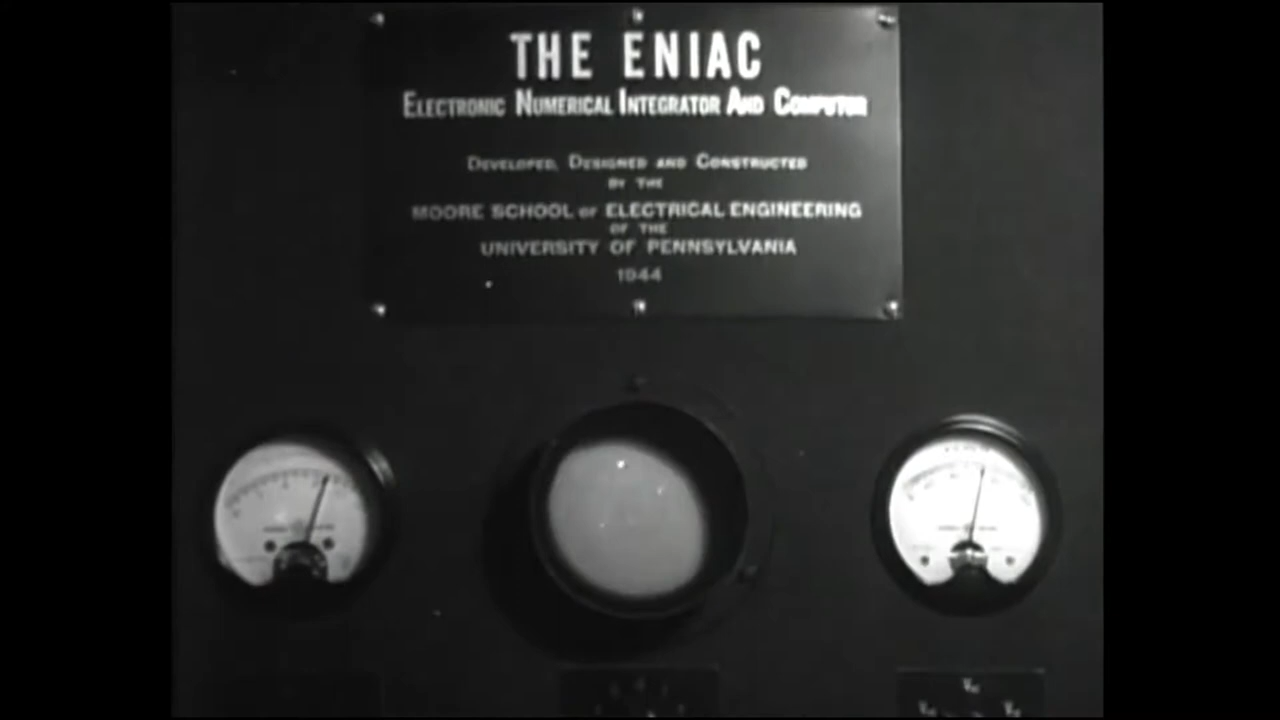 THE ENIAC
ELECTRONIC NUMERICAL INTEGRATOR AND COMPUTER
DEVELOPED, DESIGNED AND CONSTRUCTED
BY THE
MOORE SCHOOL OF ELECTRICAL ENGINEERING
OF THE
UNIVERSITY OF PENNSYLVANIA
1944